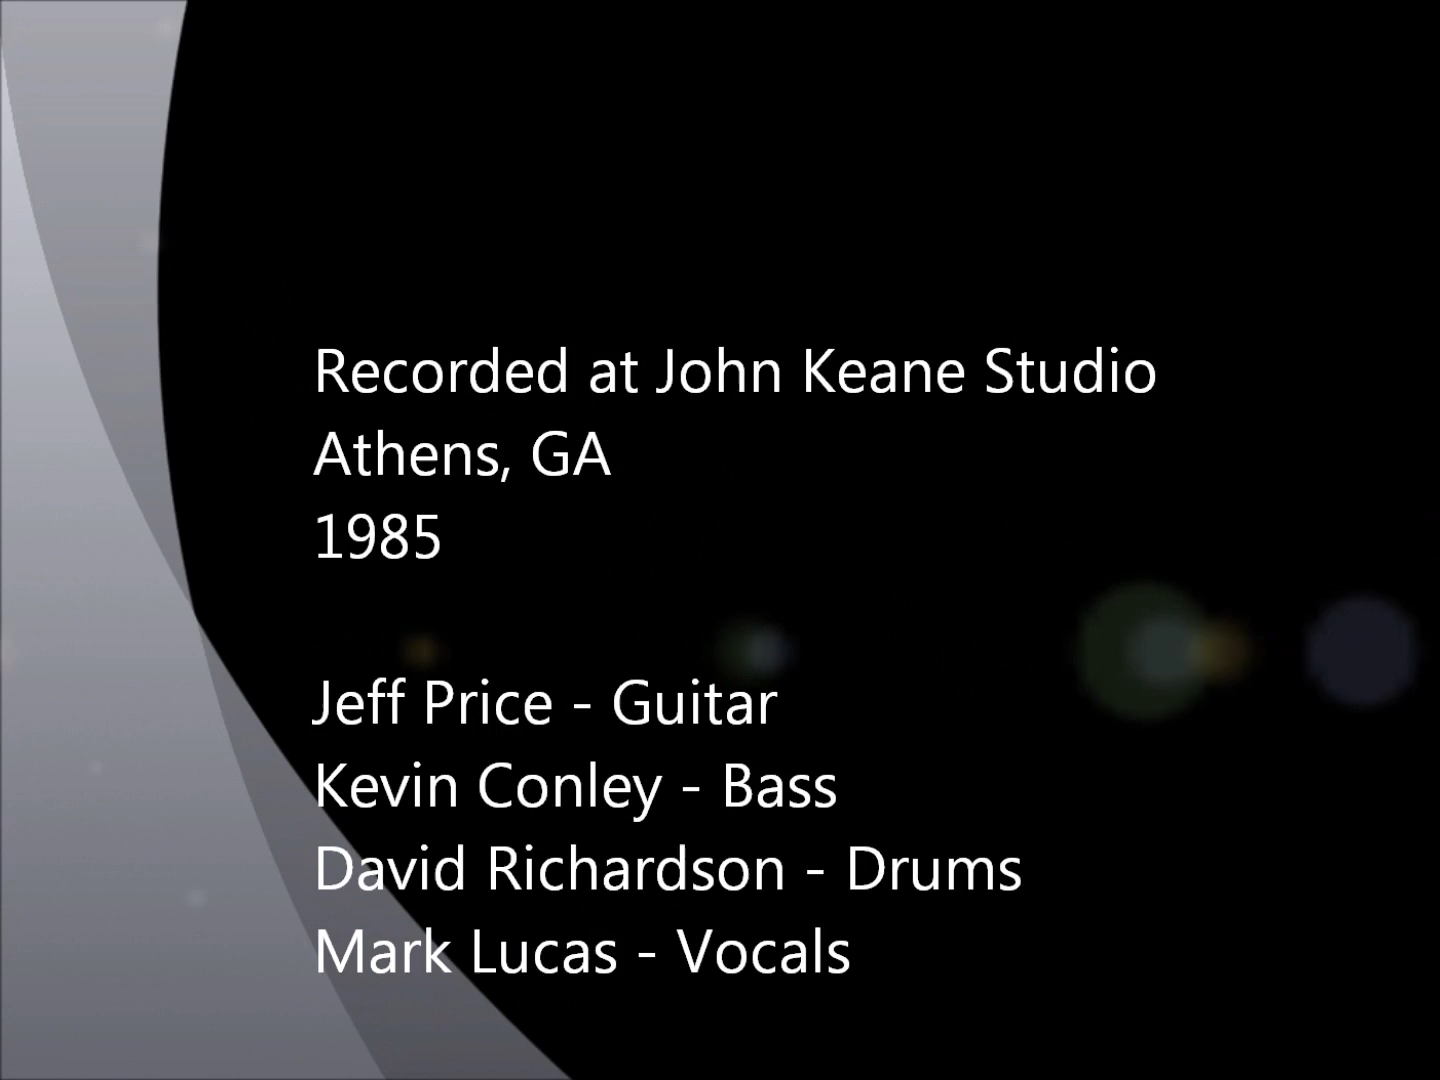 Recorded at John Keane Studio
Athens, GA
1985
Jeff Price - Guitar
Kevin Conley - Bass
David Richardson - Drums
Mark Lucas - Vocals